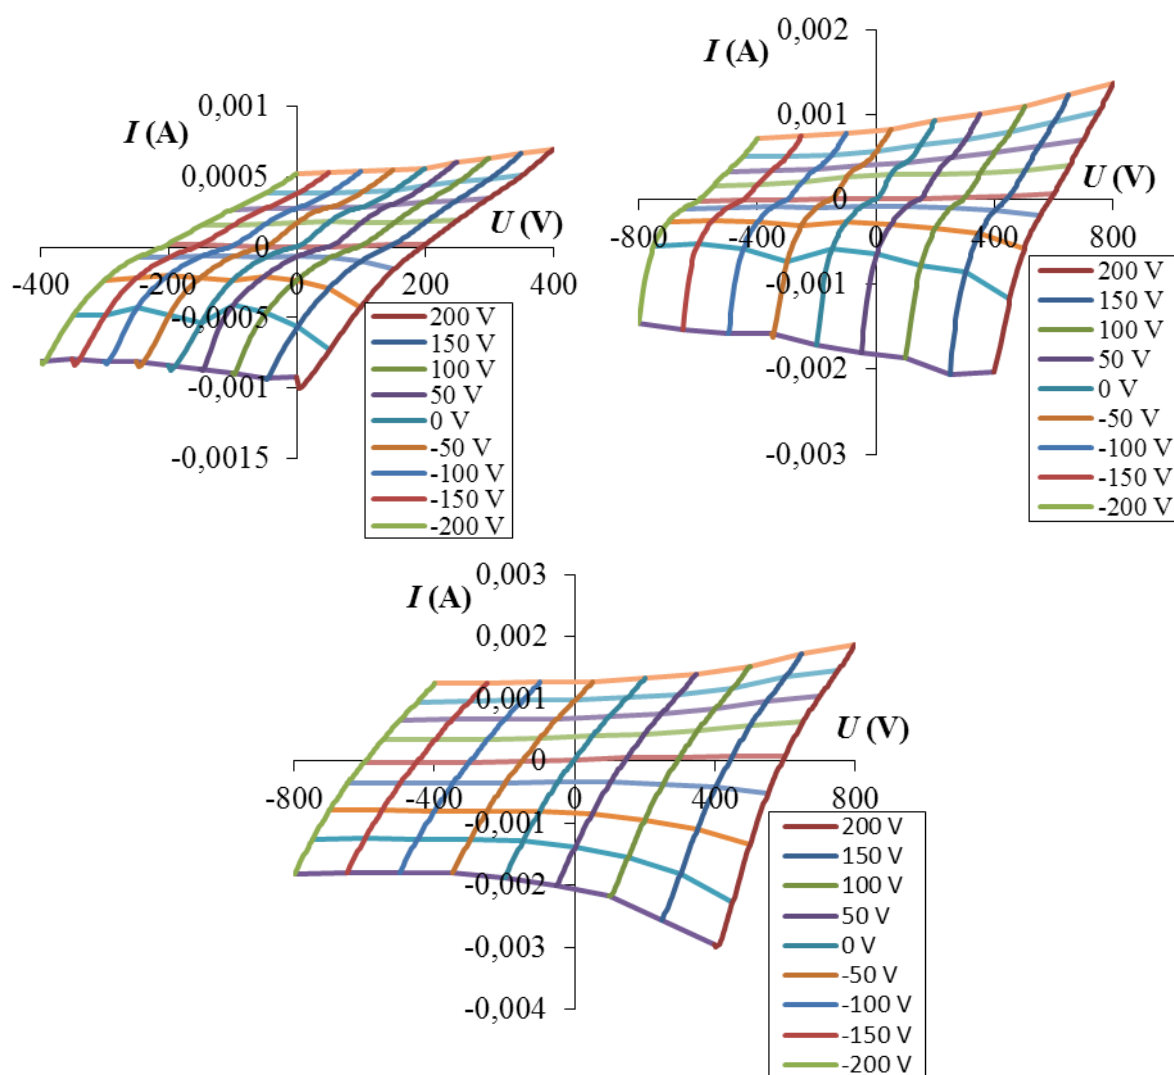 I (A)
0,001
0,0005
0
-0,0005
-0,001
-0,0015
U (V)
-400
-200
0
200
400
200 V
150 V
100 V
50 V
0 V
-50 V
-100 V
-150 V
-200 V
I (A)
0,002
0,001
0
-0,001
-0,002
-0,003
U (V)
-800
-400
0
400
800
200 V
150 V
100 V
50 V
0 V
-50 V
-100 V
-150 V
-200 V
I (A)
0,003
0,002
0,001
0
-0,001
-0,002
-0,003
-0,004
U (V)
-800
-400
0
400
800
200 V
150 V
100 V
50 V
0 V
-50 V
-100 V
-150 V
-200 V